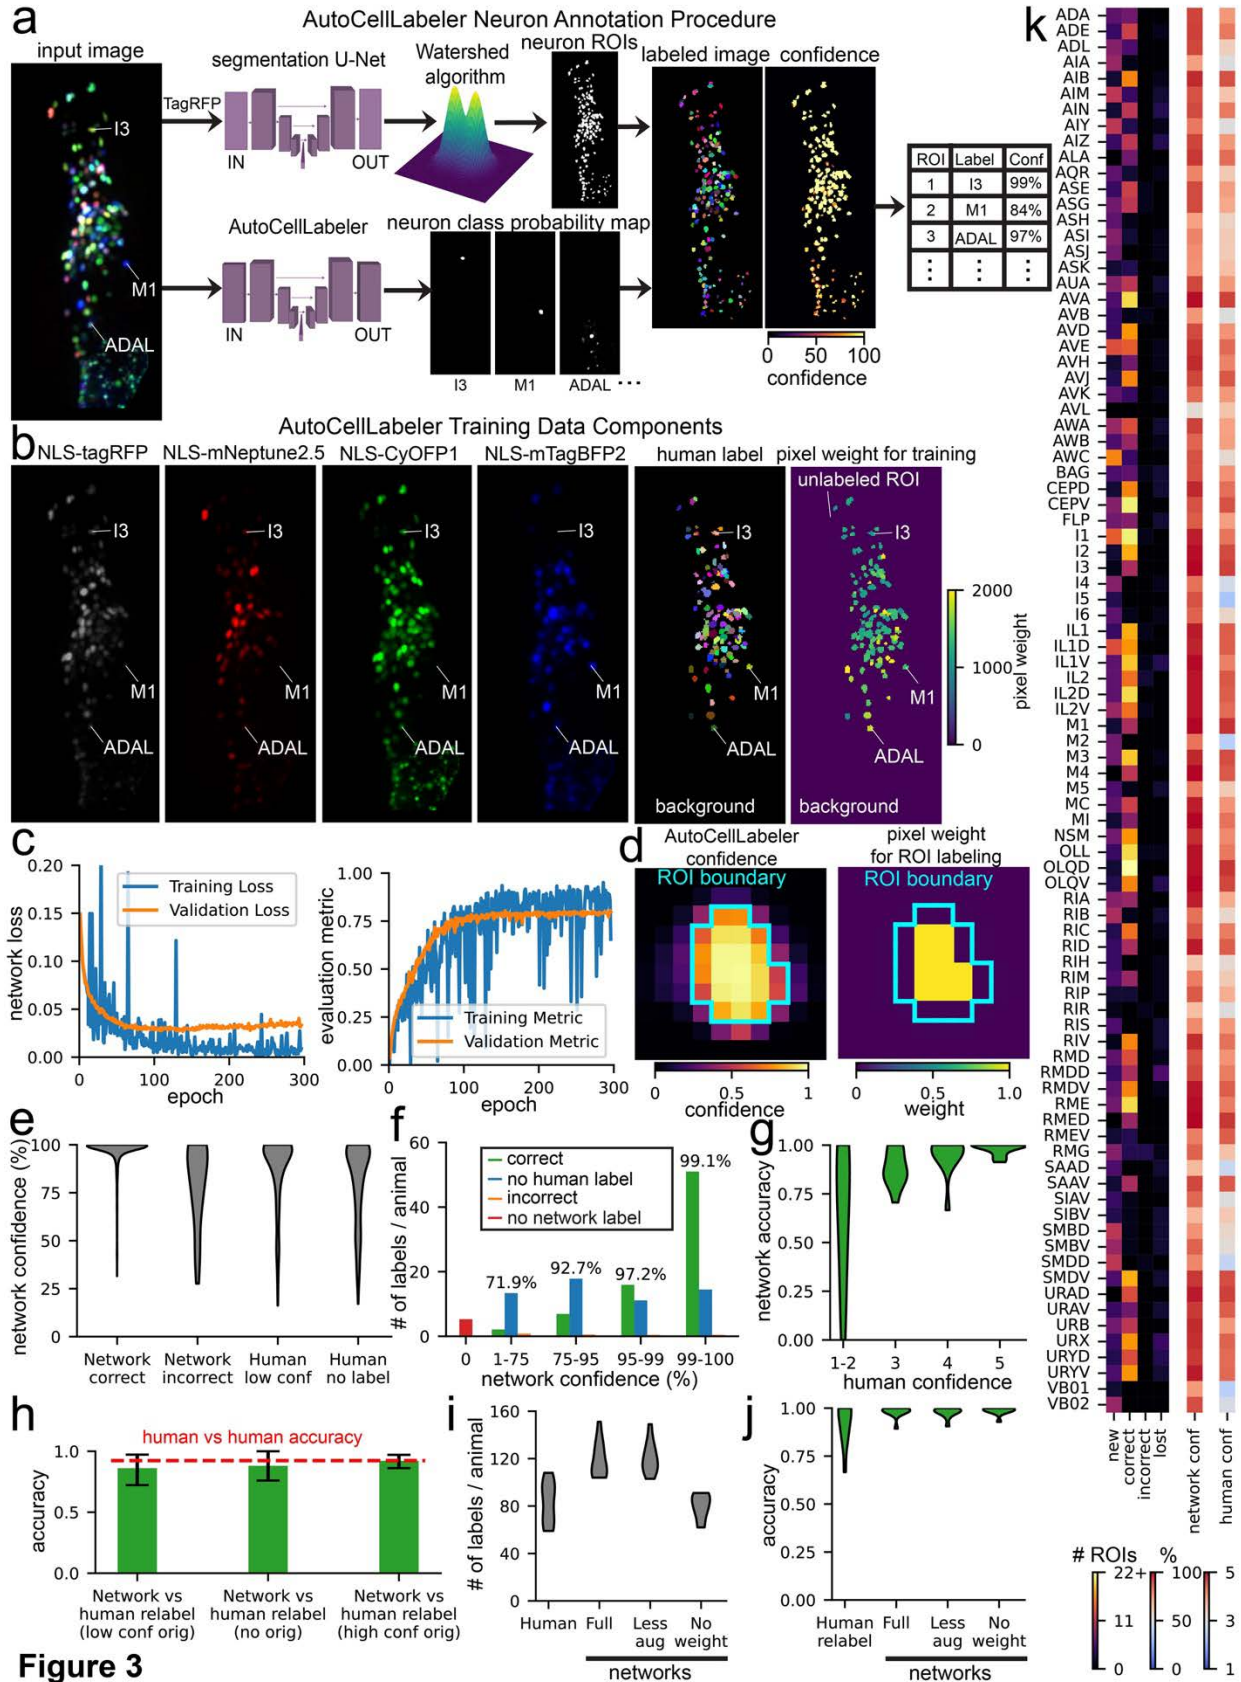 a
AutoCellLabeler Neuron Annotation Procedure
input image
I3
M1
ADAL
TagRFP
segmentation U-Net
IN
OUT
Watershed
algorithm
neuron ROIs
AutoCellLabeler
IN
OUT
neuron class probability map
I3
M1
ADAL
labeled image
confidence
0
50
100
confidence
ROI Label Conf
1 I3 99%
2 M1 84%
3 ADAL 97%
b
AutoCellLabeler Training Data Components
NLS-tagRFP
I3
M1
ADAL
NLS-mNeptune2.5
I3
M1
ADAL
NLS-CyOFP1
I3
M1
ADAL
NLS-mTagBFP2
I3
M1
ADAL
human label
I3
M1
ADAL
background
pixel weight for training
unlabeled ROI
I3
M1
ADAL
background
2000
1000
0
pixel weight
c
network loss
0.20
0.15
0.10
0.05
0.00
Training Loss
Validation Loss
0
100
200
300
epoch
evaluation metric
1.00
0.75
0.50
0.25
0.00
Training Metric
Validation Metric
0
100
200
300
epoch
d
AutoCellLabeler
confidence
ROI boundary
0
0.5
1
confidence
pixel weight
for ROI labeling
ROI boundary
0
0.5
1.0
weight
e
network confidence (%)
100
75
50
25
0
Network
correct
Network
incorrect
Human
low conf
Human
no label
f
# of labels / animal
60
40
20
0
correct
no human label
incorrect
no network label
71.9%
92.7%
97.2%
99.1%
0
1-75
75-95
95-99
99-100
network confidence (%)
g
network accuracy
1.00
0.75
0.50
0.25
0.00
1-2
3
4
5
human confidence
h
human vs human accuracy
accuracy
1.0
0.5
0.0
Network vs
human relabel
(low conf orig)
Network vs
human relabel
(no orig)
Network vs
human relabel
(high conf orig)
i
# of labels / animal
160
120
80
40
0
Human
Full
Less
aug
No
weight
networks
j
accuracy
1.00
0.75
0.50
0.25
0.00
Human
relabel
Full
Less
aug
No
weight
networks
k
ADA
ADE
ADL
AIA
AIB
AIM
AIN
AIY
AIZ
ALA
AQR
ASE
ASG
ASH
ASI
ASJ
ASK
AUA
AVA
AVB
AVD
AVE
AVH
AVJ
AVK
AVL
AWA
AWB
AWC
BAG
CEPD
CEPV
FLP
I1
I2
I3
I4
I5
I6
IL1
IL1D
IL1V
IL2
IL2D
IL2V
M1
M2
M3
M4
M5
MC
MI
NSM
OLL
OLQD
OLQV
RIA
RIB
RIC
RID
RIH
RIM
RIP
RIR
RIS
RIV
RMD
RMDD
RMDV
RME
RMED
RMEV
RMG
SAAD
SAAV
SIAV
SIBV
SMBD
SMBV
SMDD
SMDV
URAD
URAV
URB
URX
URYD
URYV
VB01
VB02
new
correct
incorrect
lost
network conf
human conf
# ROIs
22+
11
0
%
100
50
0
5
3
1
Figure 3